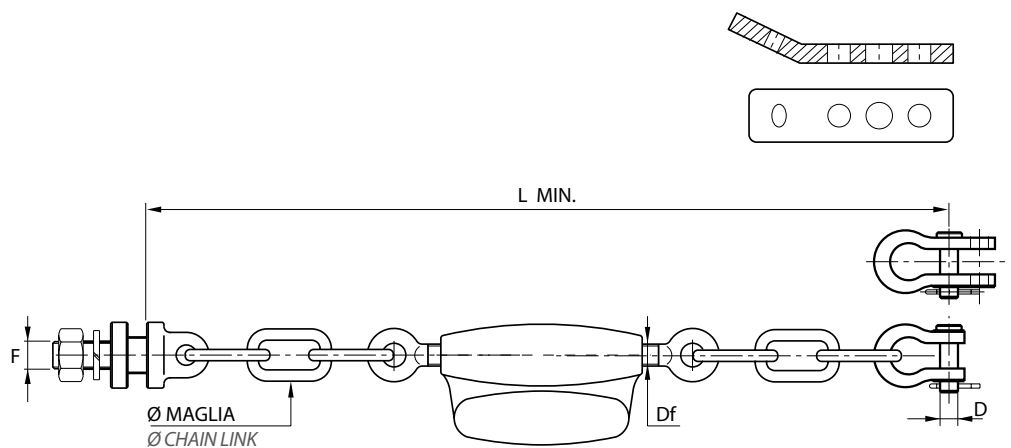 L MIN.
F
Ø MAGLIA
Ø CHAIN LINK
Df
D